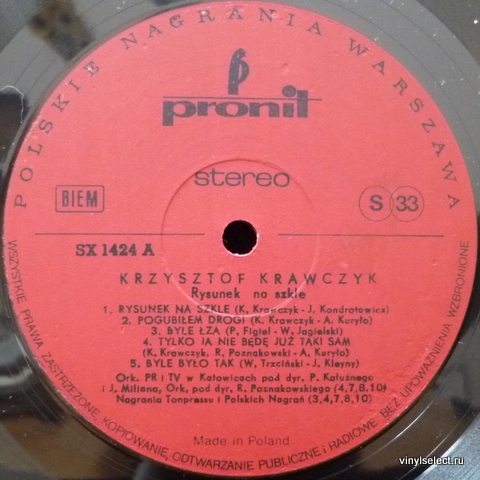 POLSKIE NAGRANIA WARSZAWA
pronit
stereo
BIEM
S 33
SX 1424 A
KRZYSZTOF KRAWCZYK
Rysunek na szkle
1. RYSUNEK NA SZKLE (K. Krawczyk - J. Kondratowicz)
2. POGUBIŁEM DROGI (K. Krawczyk - A. Kuryło)
3. BYLE ŁZA (P. Figiel - W. Jagielski)
4. TYLKO JA NIE BĘDĘ JUŻ TAKI SAM
(K. Krawczyk, R. Poznakowski - A. Kuryło)
5. BYLE BYŁO TAK (W. Trzciński - J. Kleyny)
Ork. PR i TV w Katowicach pod dyr. P. Kałużnego
i J. Miliana, Ork. pod dyr. R. Poznakowskiego (4,7,8,10)
Nagrania Tonpressu i Polskich Nagrań (3,4,7,8,10)
Made in Poland
WSZYSTKIE PRAWA ZASTRZEŻONE. KOPIOWANIE, ODTWARZANIE PUBLICZNE i RADIOWE BEZ UPOWAŻNIENIA WZBRONIONE
vinylselect.ru